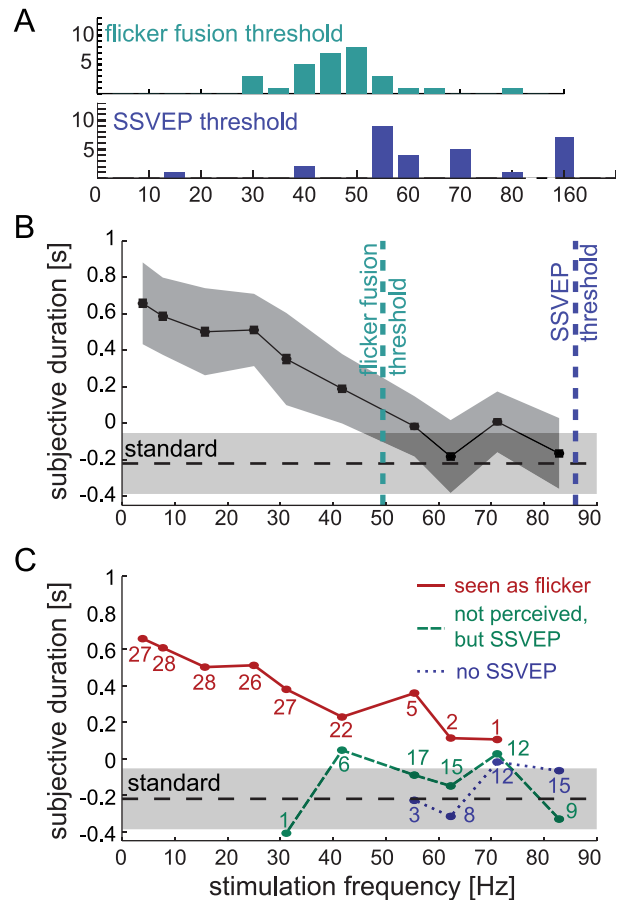 A
flicker fusion threshold
10
5
SSVEP threshold
10
5
0 10 20 30 40 50 60 70 80 160
B
subjective duration [s]
1
0.8
0.6
0.4
0.2
0
-0.2
-0.4
flicker fusion
threshold
SSVEP
threshold
standard
0 10 20 30 40 50 60 70 80 90
C
subjective duration [s]
1
0.8
0.6
0.4
0.2
0
-0.2
-0.4
seen as flicker
not perceived,
but SSVEP
no SSVEP
27 28 28 26 27 22 5 2 1
1 6 17 15 12 9
3 8 12 15
standard
0 10 20 30 40 50 60 70 80 90
stimulation frequency [Hz]